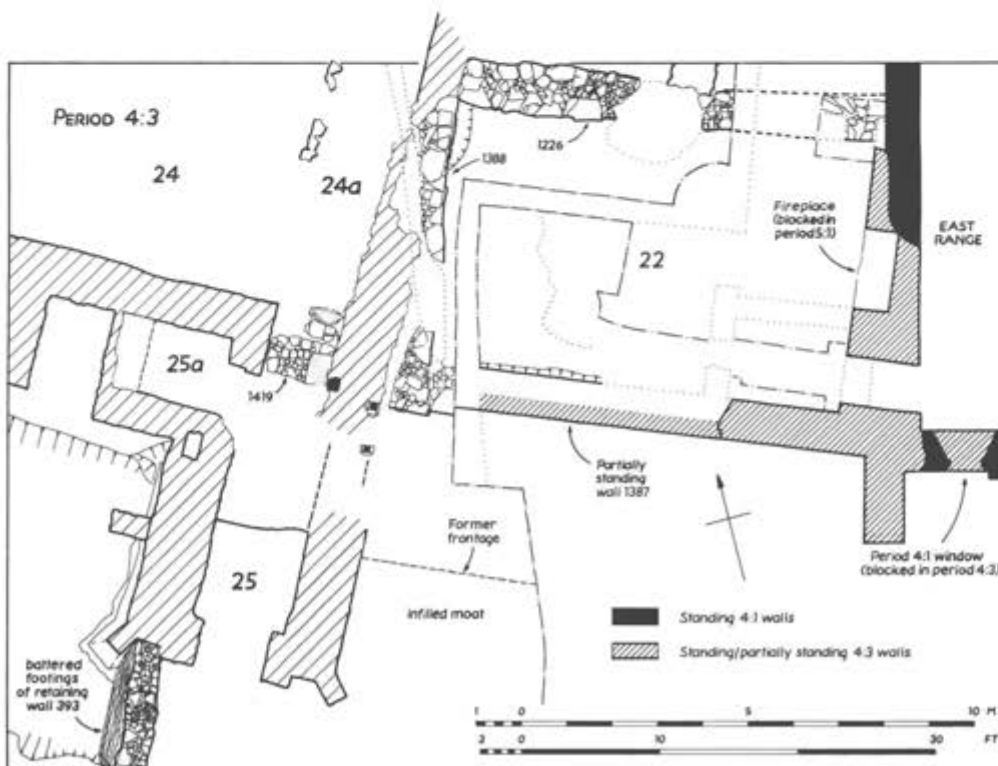 PERIOD 4:3
24
24a
1388
1226
22
Fireplace
(blocked in
period 5:1)
EAST
RANGE
25a
1419
Partially
standing
wall 1387
Former
frontage
Period 4:1 window
(blocked in period 4:3)
25
infilled moat
Standing 4:1 walls
Standing/partially standing 4:3 walls
battered
footings
of retaining
wall 393
1 0 5 10 M
0 10 30 FT